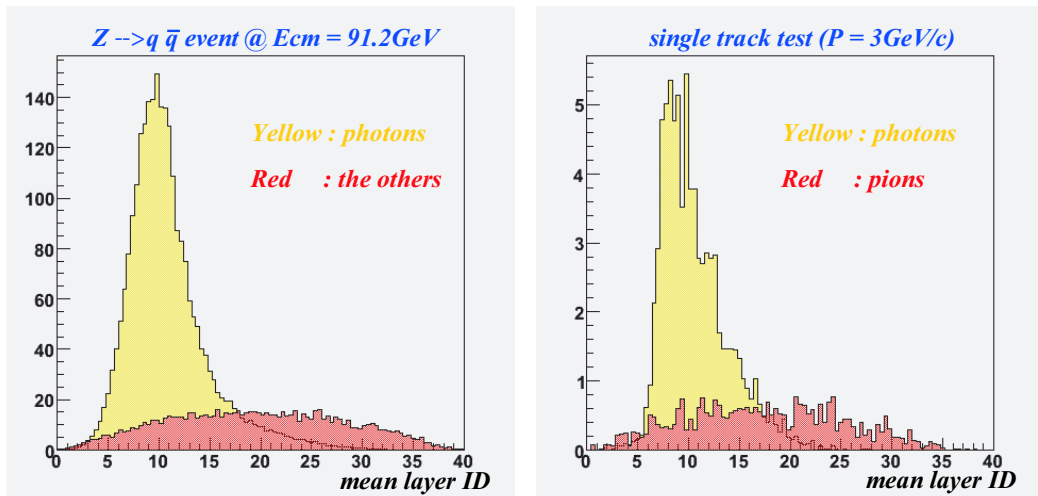 Z -->q q̅ event @ Ecm = 91.2GeV
140
120
100
80
60
40
20
0
Yellow : photons
Red : the others
0 5 10 15 20 25 30 35 40
mean layer ID
single track test (P = 3GeV/c)
5
4
3
2
1
0
Yellow : photons
Red : pions
0 5 10 15 20 25 30 35 40
mean layer ID